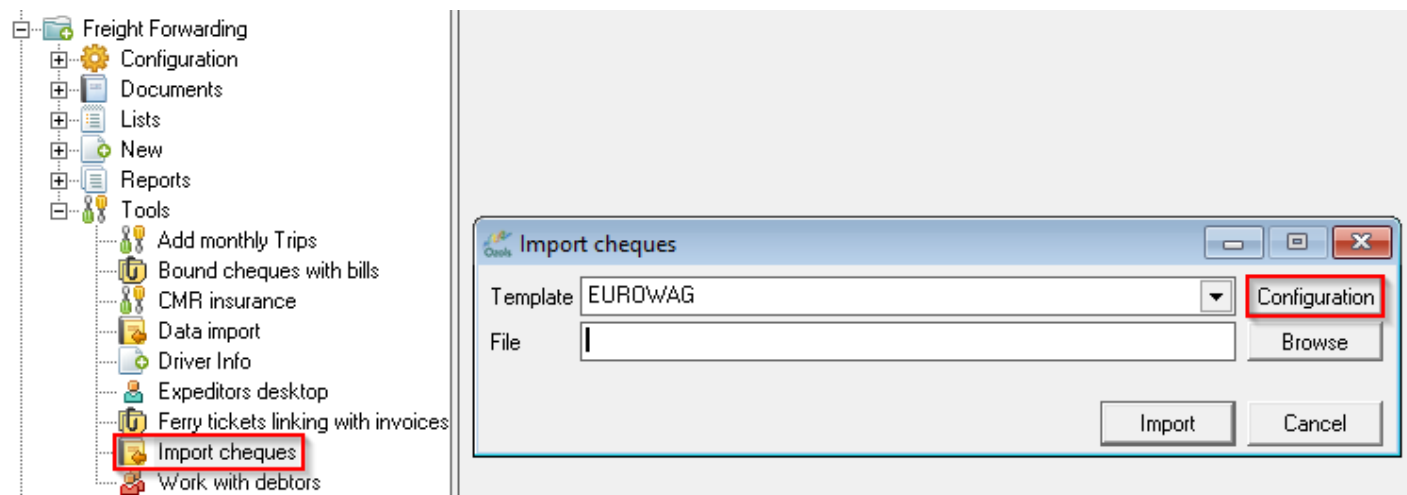 Freight Forwarding
Configuration
Documents
Lists
New
Reports
Tools
Add monthly Trips
Bound cheques with bills
CMR insurance
Data import
Driver Info
Expeditors desktop
Ferry tickets linking with invoices
Import cheques
Work with debtors
Ozols Import cheques
Template EUROWAG Configuration
File Browse
Import Cancel